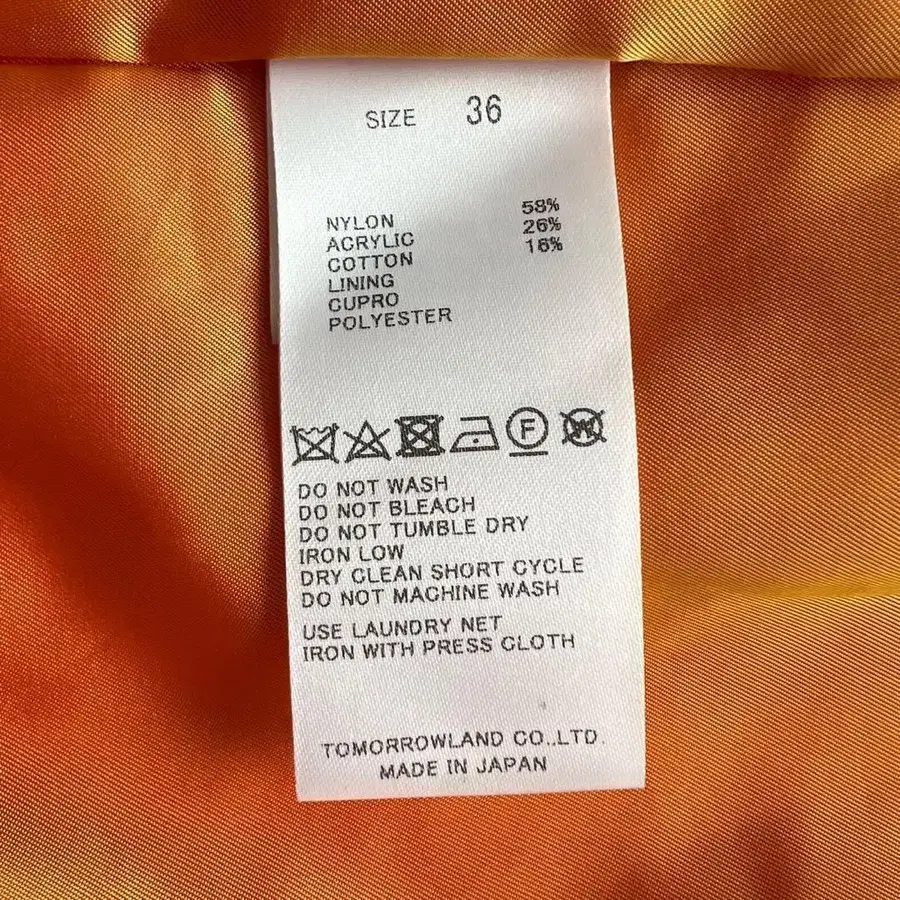 SIZE 36
NYLON 58%
ACRYLIC 26%
COTTON 16%
LINING
CUPRO
POLYESTER
F W
DO NOT WASH
DO NOT BLEACH
DO NOT TUMBLE DRY
IRON LOW
DRY CLEAN SHORT CYCLE
DO NOT MACHINE WASH
USE LAUNDRY NET
IRON WITH PRESS CLOTH
TOMORROWLAND CO.,LTD.
MADE IN JAPAN